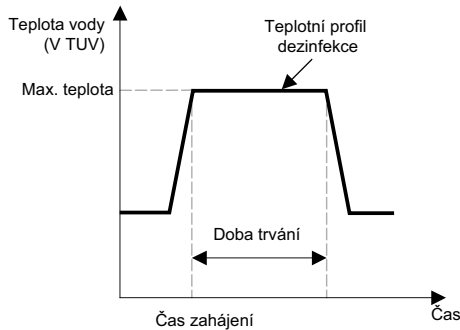 Teplota vody
(V TUV)
Teplotní profil
dezinfekce
Max. teplota
Doba trvání
Čas
Čas zahájení